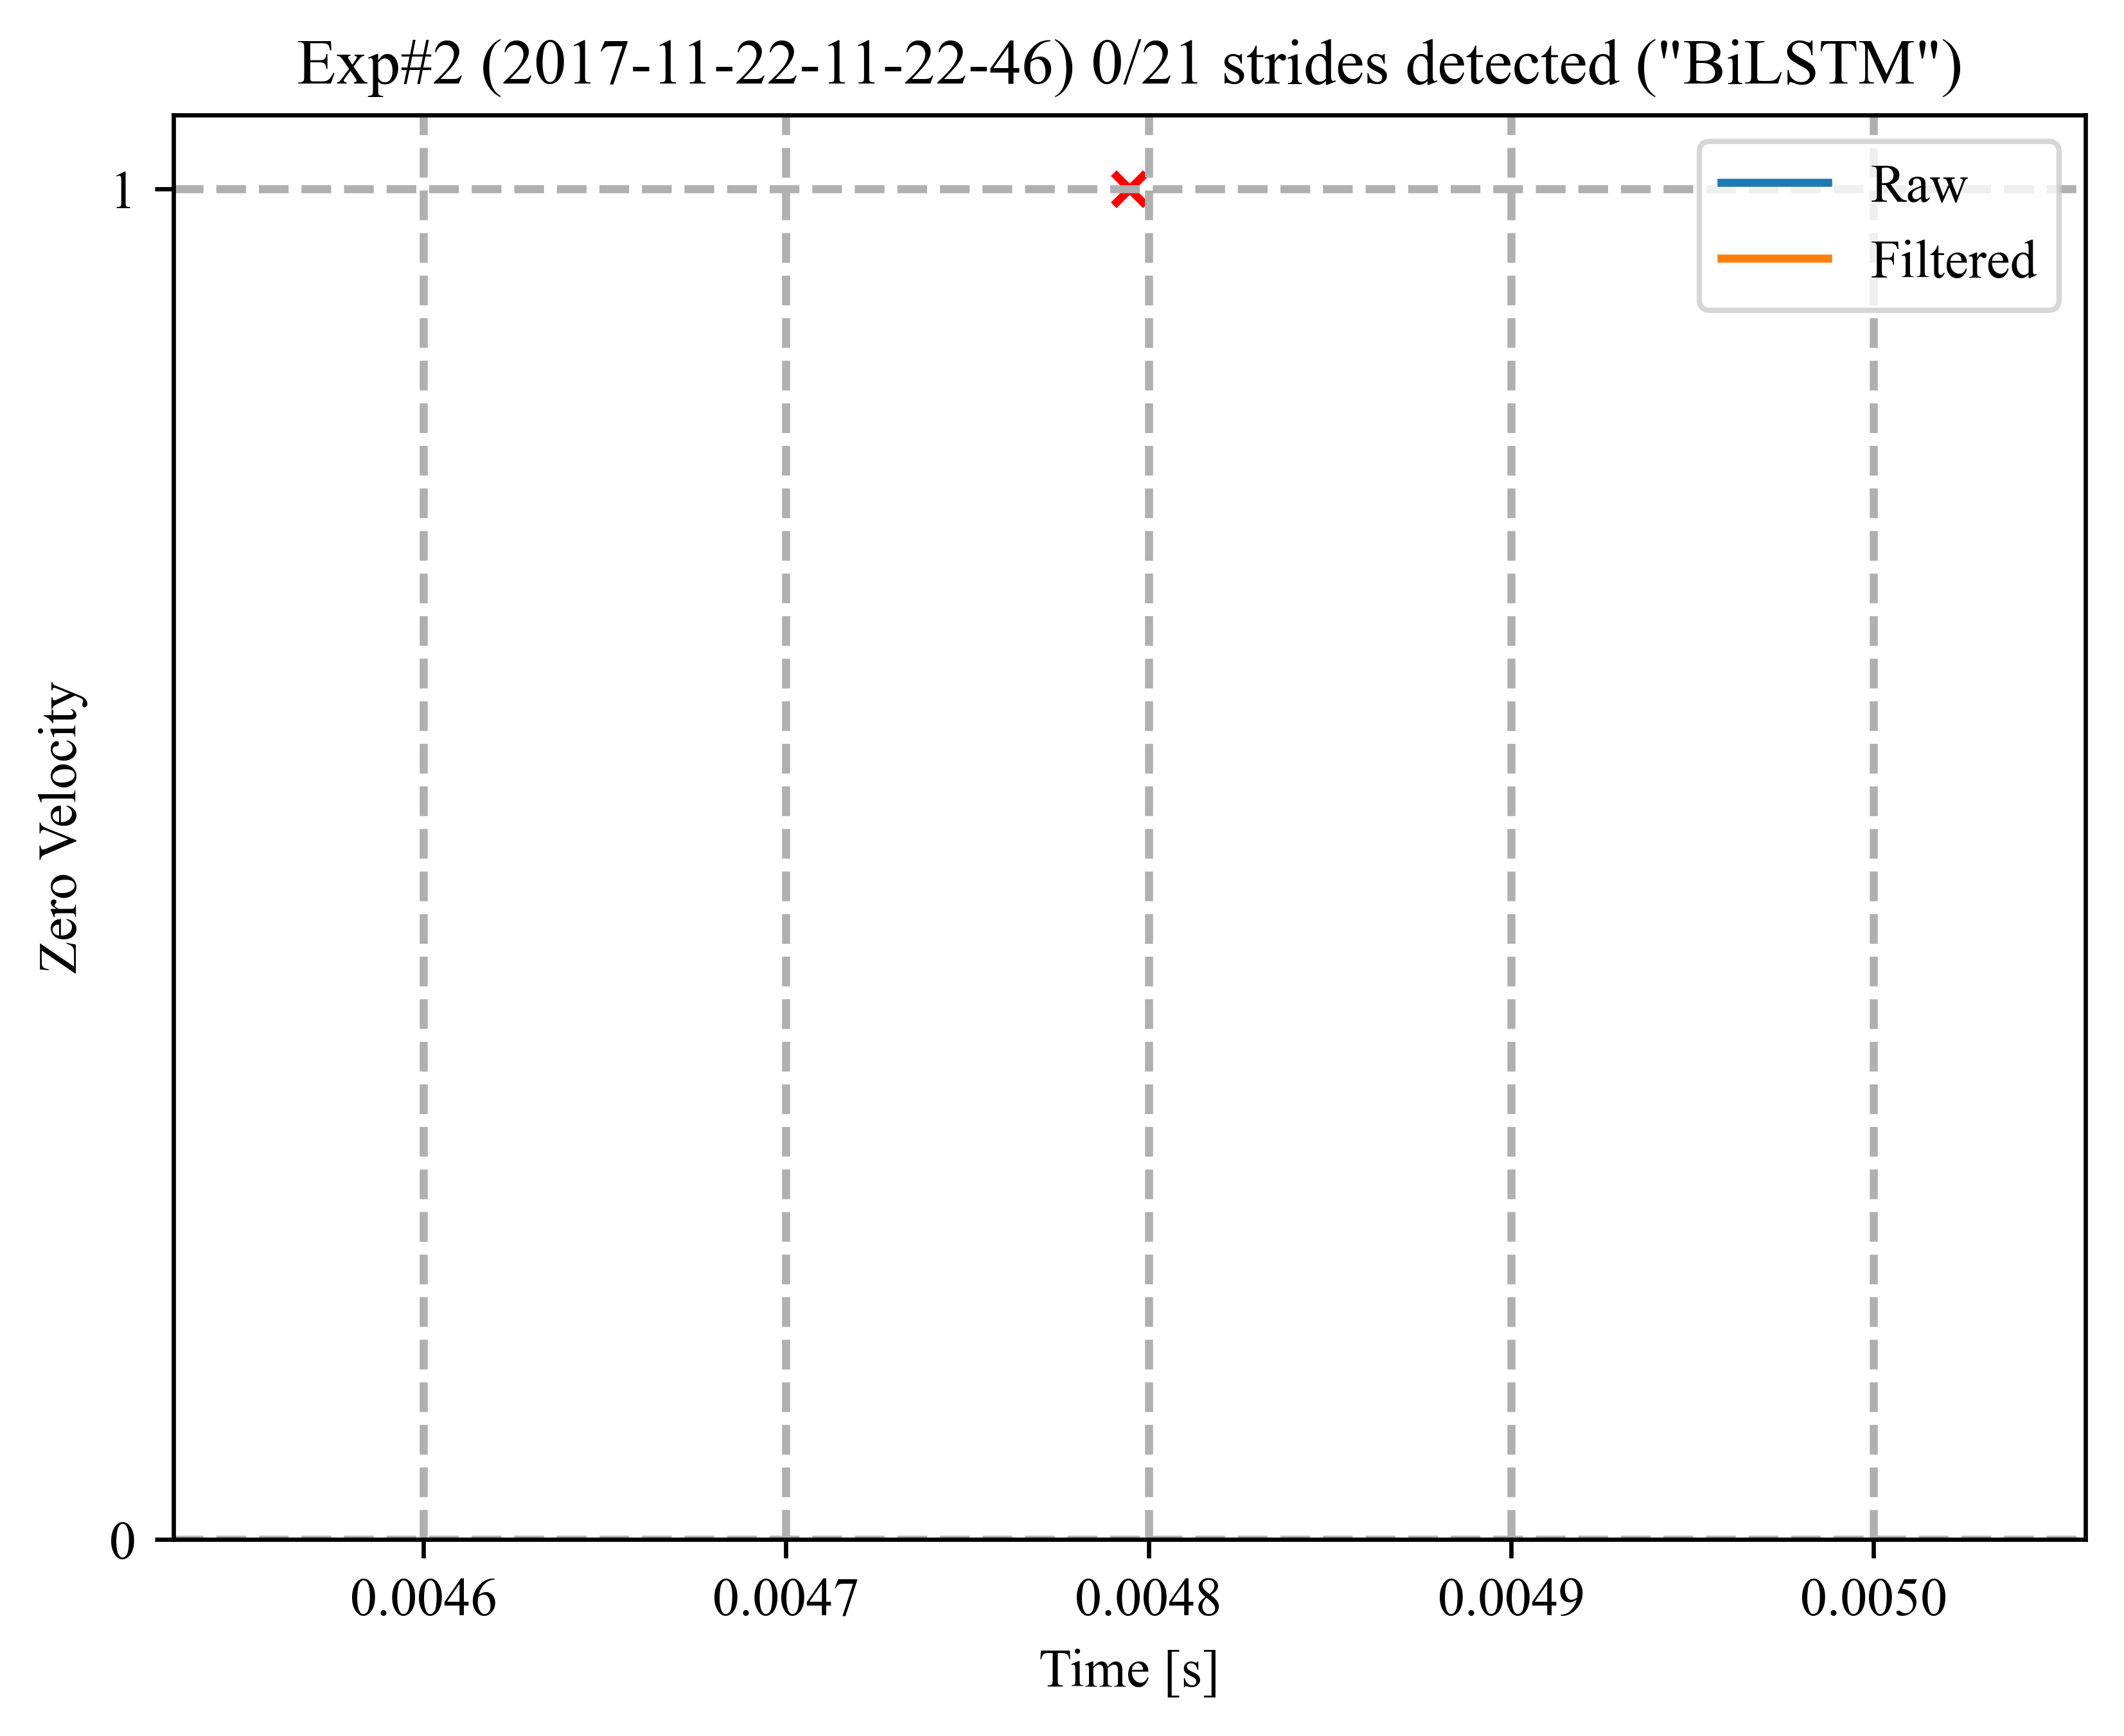 Exp#2 (2017-11-22-11-22-46) 0/21 strides detected ("BiLSTM")
1
Raw
Filtered
Zero Velocity
0
0.0046 0.0047 0.0048 0.0049 0.0050
Time [s]